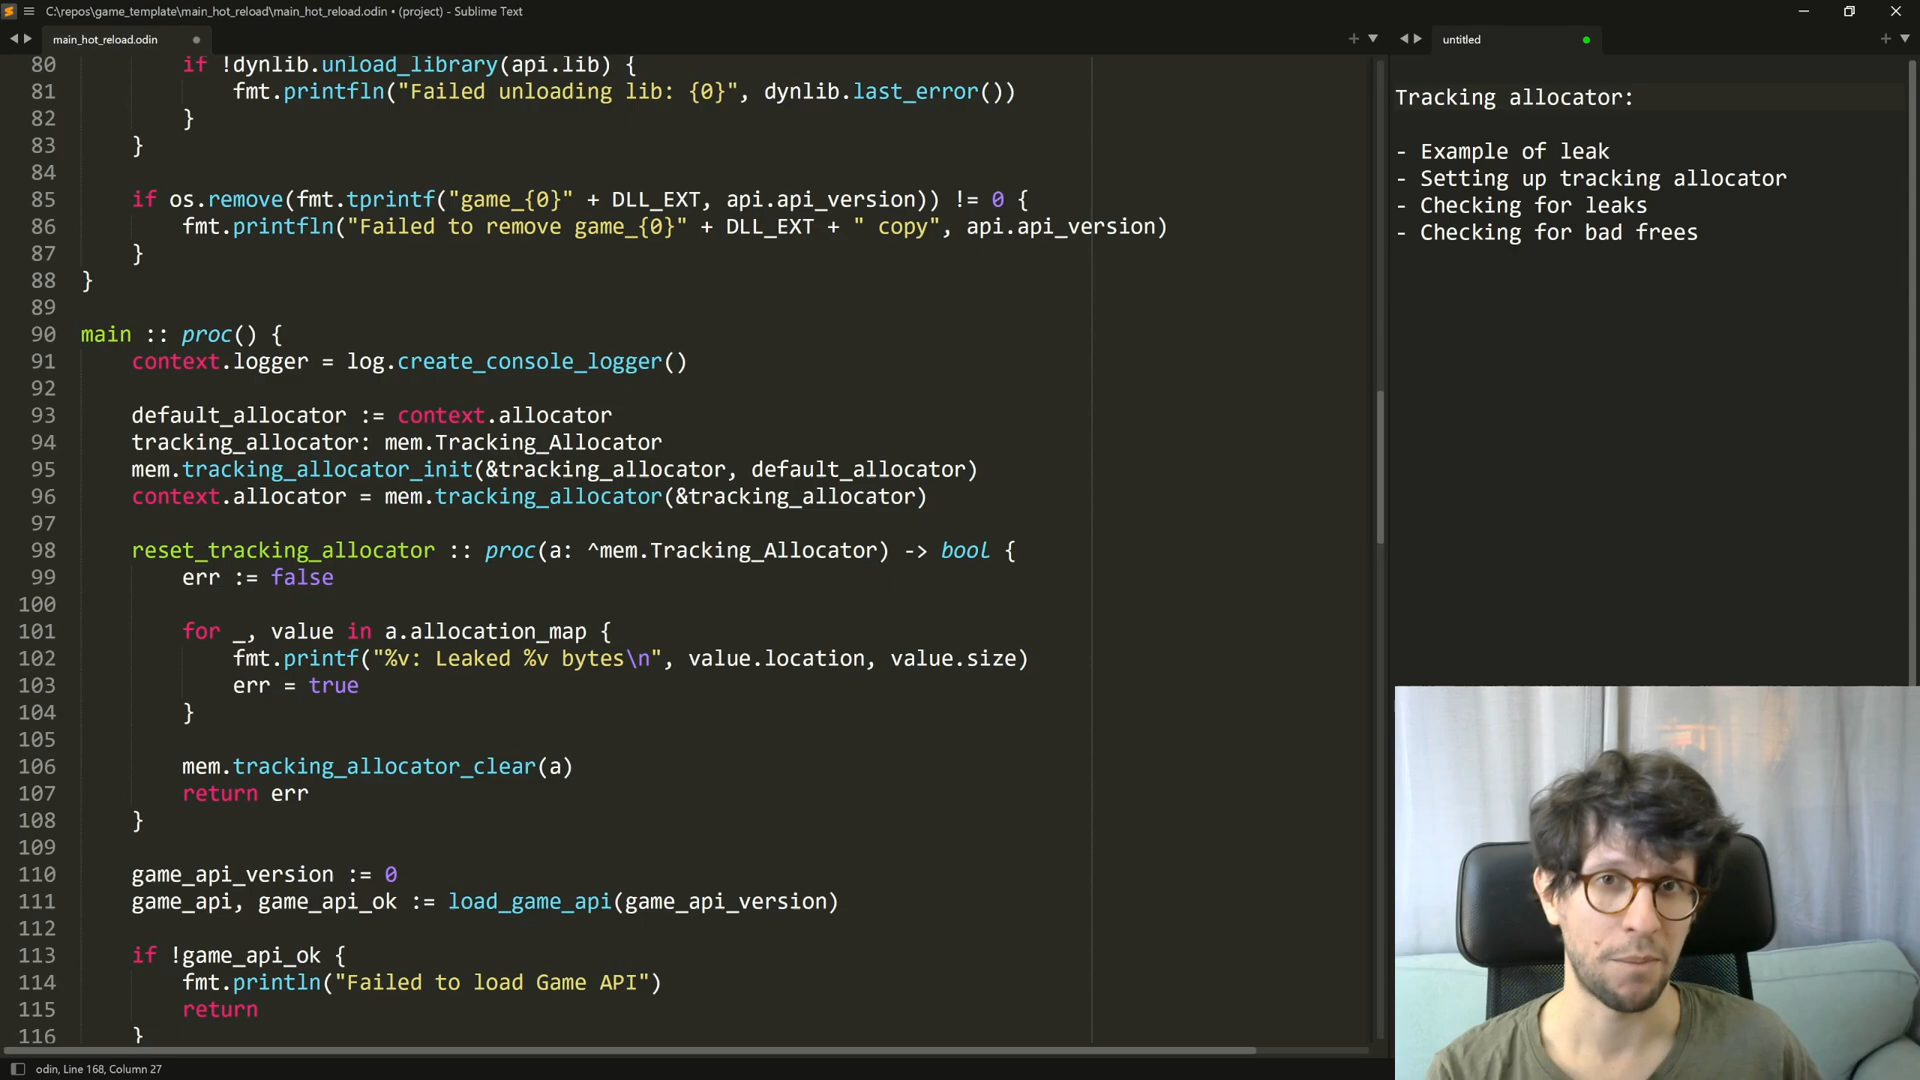 C:\repos\game_template\main_hot_reload\main_hot_reload.odin • (project) - Sublime Text
main_hot_reload.odin
untitled
80 if !dynlib.unload_library(api.lib) {
81 fmt.printfln("Failed unloading lib: {0}", dynlib.last_error())
82 }
83 }
84
85 if os.remove(fmt.tprintf("game_{0}" + DLL_EXT, api.api_version)) != 0 {
86 fmt.printfln("Failed to remove game_{0}" + DLL_EXT + " copy", api.api_version)
87 }
88 }
89
90 main :: proc() {
91 context.logger = log.create_console_logger()
92
93 default_allocator := context.allocator
94 tracking_allocator: mem.Tracking_Allocator
95 mem.tracking_allocator_init(&tracking_allocator, default_allocator)
96 context.allocator = mem.tracking_allocator(&tracking_allocator)
97
98 reset_tracking_allocator :: proc(a: ^mem.Tracking_Allocator) -> bool {
99 err := false
100
101 for _, value in a.allocation_map {
102 fmt.printf("%v: Leaked %v bytes\n", value.location, value.size)
103 err = true
104 }
105
106 mem.tracking_allocator_clear(a)
107 return err
108 }
109
110 game_api_version := 0
111 game_api, game_api_ok := load_game_api(game_api_version)
112
113 if !game_api_ok {
114 fmt.println("Failed to load Game API")
115 return
116 }
Tracking allocator:
- Example of leak
- Setting up tracking allocator
- Checking for leaks
- Checking for bad frees
odin, Line 168, Column 27